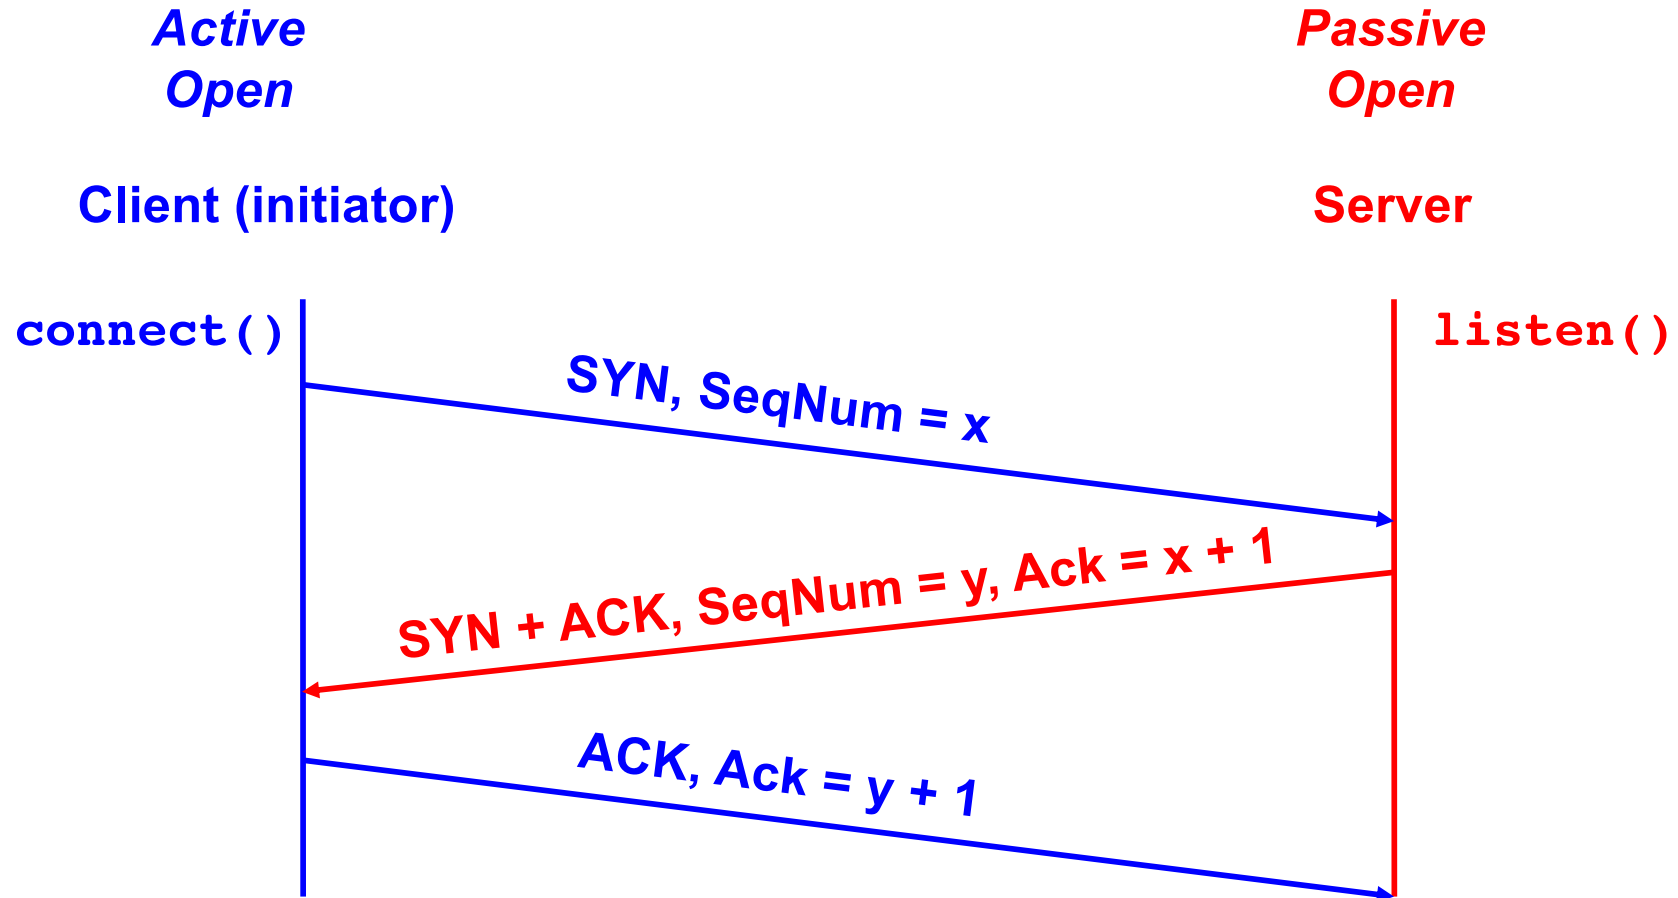 Active
Open
Passive
Open
Client (initiator)
Server
connect()
listen()
SYN, SeqNum = x
SYN + ACK, SeqNum = y, Ack = x + 1
ACK, Ack = y + 1